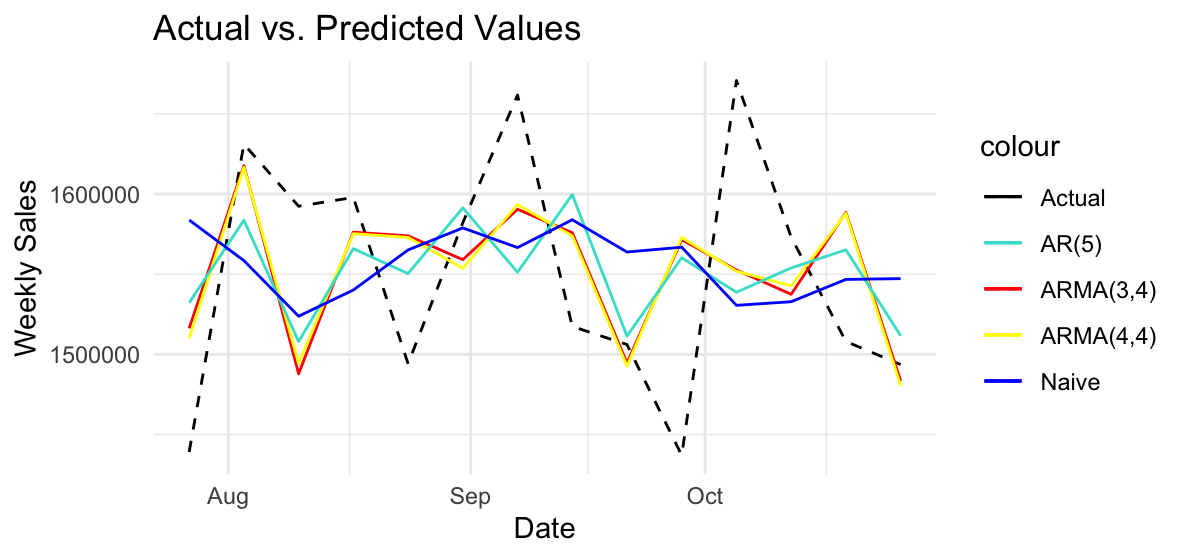 Actual vs. Predicted Values
Weekly Sales
1600000
1500000
Aug
Sep
Oct
Date
colour
Actual
AR(5)
ARMA(3,4)
ARMA(4,4)
Naive